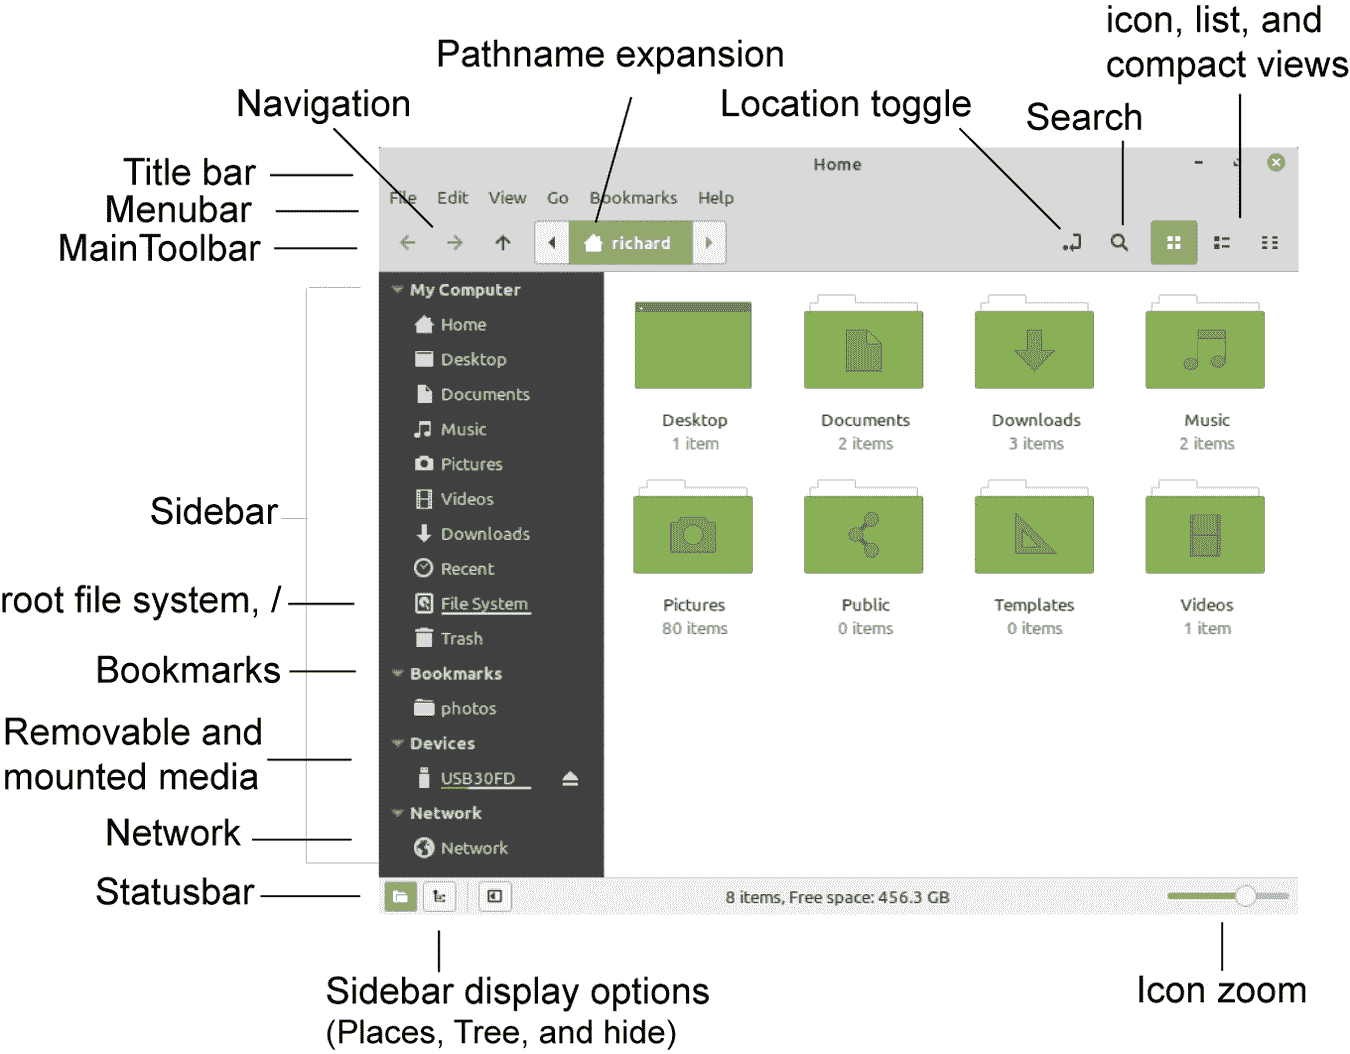 icon, list, and
compact views
Pathname expansion
Navigation
Location toggle
Search
Title bar
Home
Menubar
File Edit View Go Bookmarks Help
MainToolbar
richard
My Computer
Home
Desktop
Documents
Music
Pictures
Videos
Downloads
Recent
File System
Trash
Bookmarks
photos
Devices
USB30FD
Network
Network
Sidebar
root file system, /
Bookmarks
Removable and
mounted media
Network
Desktop Documents Downloads Music
1 item 2 items 3 items 2 items
Pictures Public Templates Videos
80 items 0 items 0 items 1 item
Statusbar
8 items, Free space: 456.3 GB
Sidebar display options
(Places, Tree, and hide)
Icon zoom